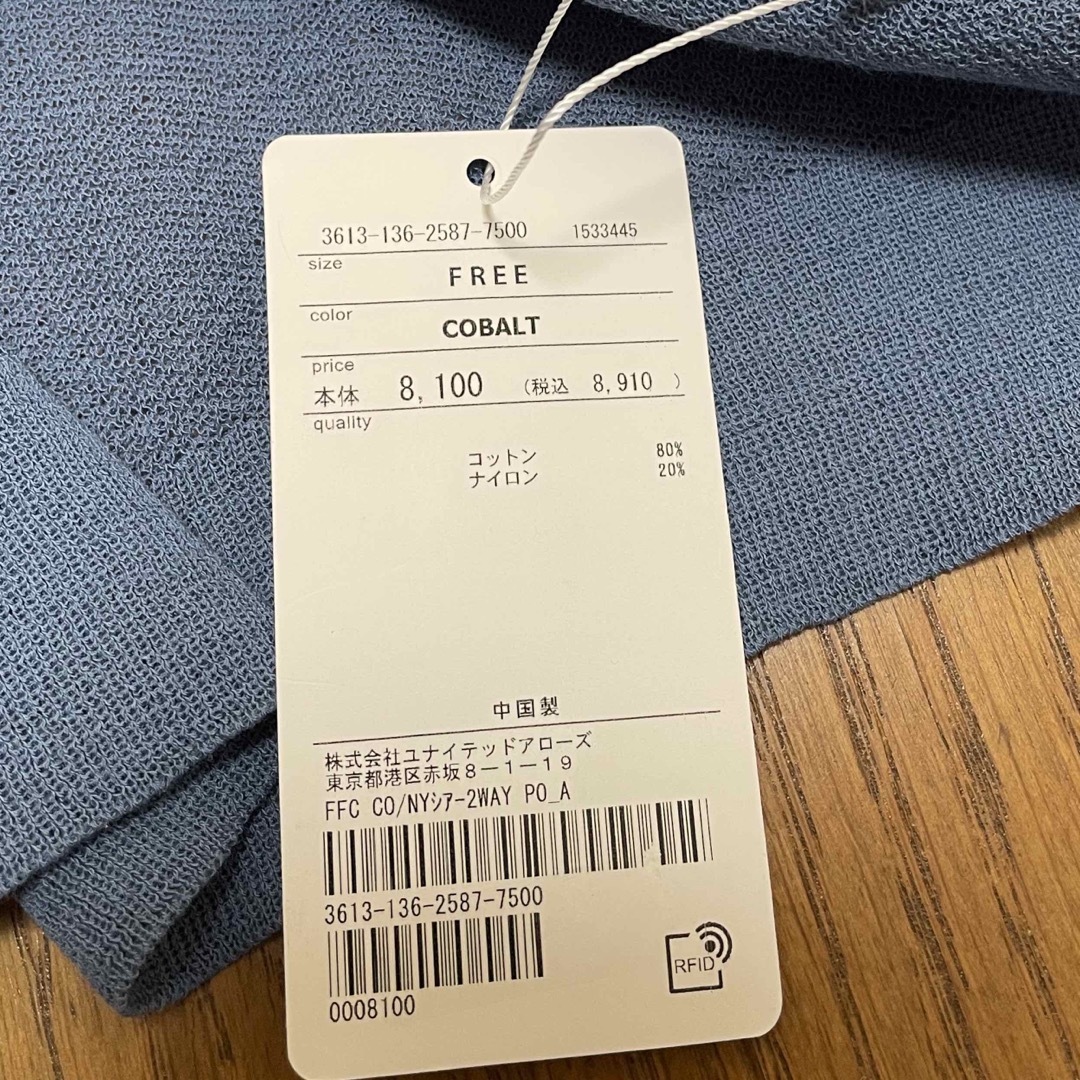 3613-136-2587-7500 1533445
size
FREE
color
COBALT
price
本体 8,100 (税込 8,910 )
quality
コットン 80%
ナイロン 20%
中国製
株式会社ユナイテッドアローズ
東京都港区赤坂８－１－１９
FFC CO/NYｼｱｰ2WAY PO_A
3613-136-2587-7500
0008100
RFID